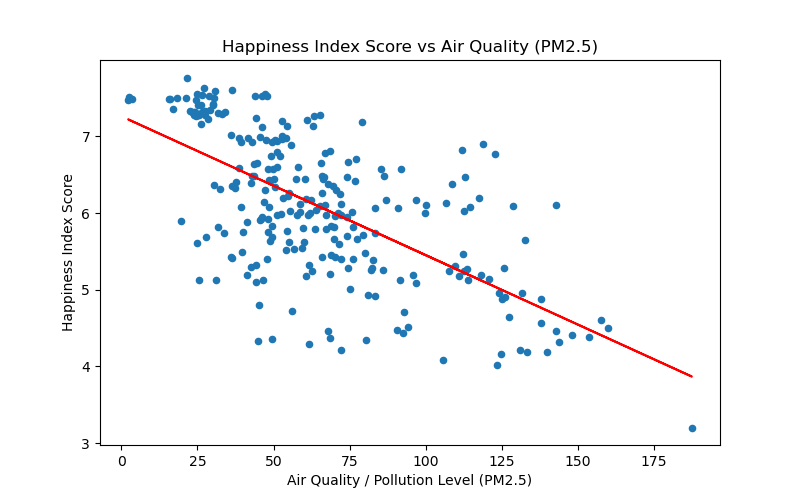 Happiness Index Score vs Air Quality (PM2.5)
7
6
5
4
3
Happiness Index Score
0 25 50 75 100 125 150 175
Air Quality / Pollution Level (PM2.5)